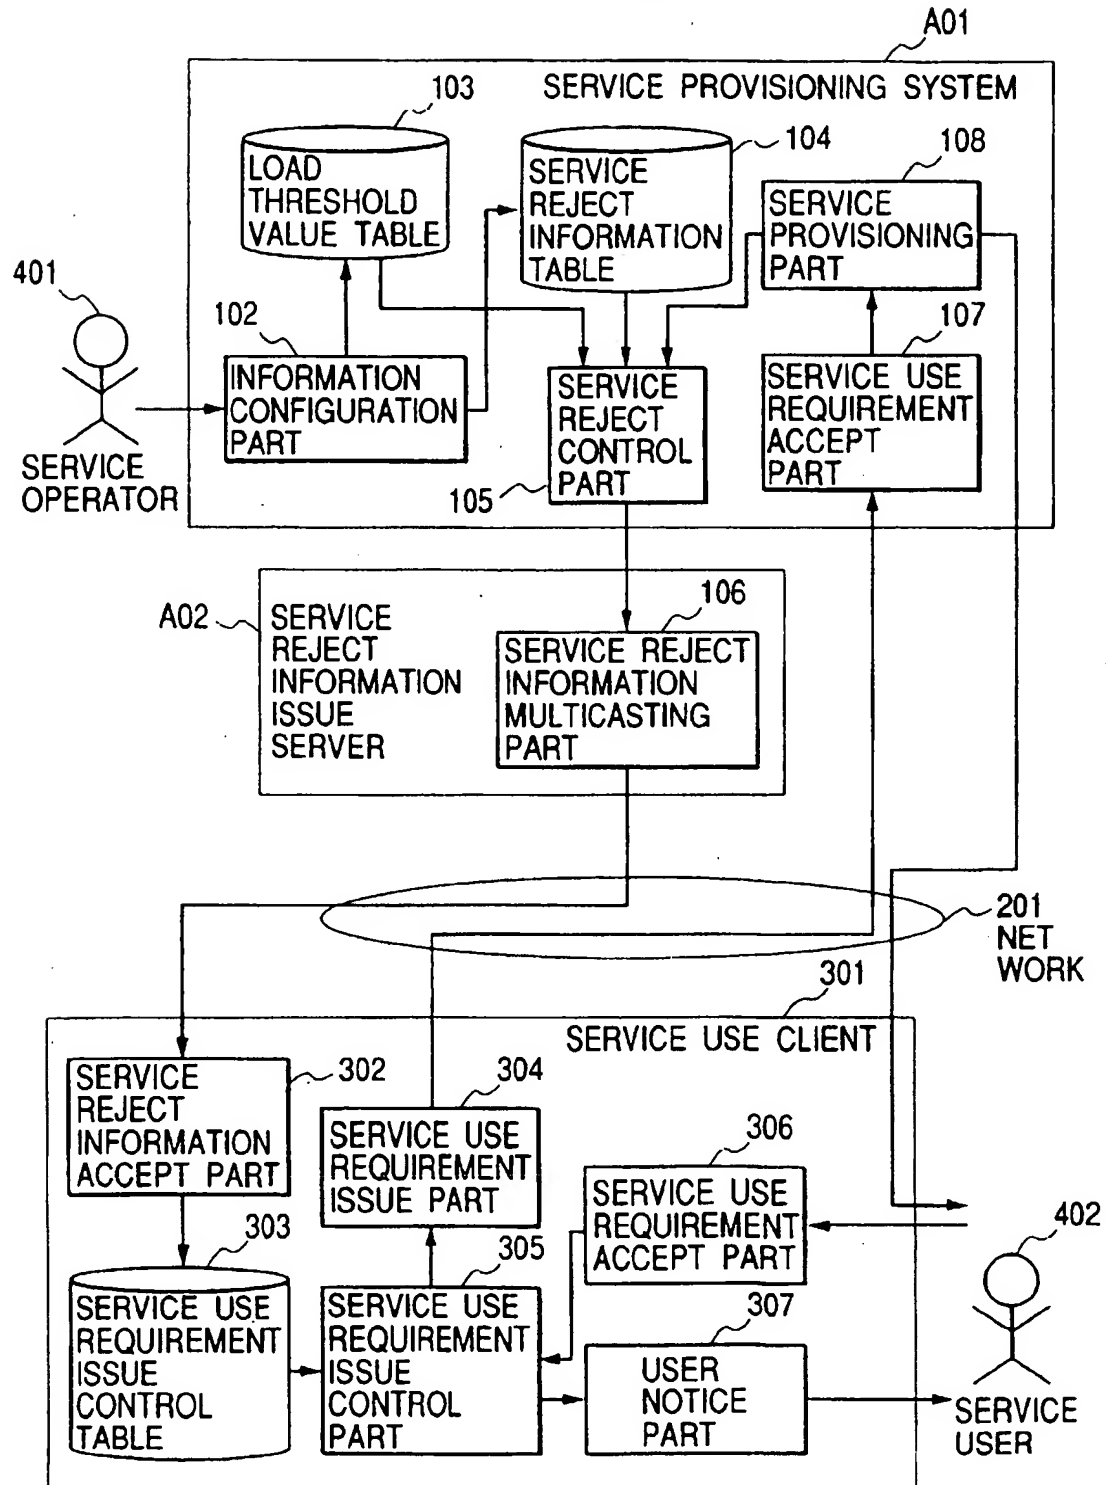 A01
SERVICE PROVISIONING SYSTEM
103
LOAD
THRESHOLD
VALUE TABLE
104
SERVICE
REJECT
INFORMATION
TABLE
108
SERVICE
PROVISIONING
PART
401
SERVICE
OPERATOR
102
INFORMATION
CONFIGURATION
PART
SERVICE
REJECT
CONTROL
PART
105
107
SERVICE USE
REQUIREMENT
ACCEPT
PART
A02
SERVICE
REJECT
INFORMATION
ISSUE
SERVER
106
SERVICE REJECT
INFORMATION
MULTICASTING
PART
201
NET
WORK
301
SERVICE USE CLIENT
302
SERVICE
REJECT
INFORMATION
ACCEPT PART
304
SERVICE USE
REQUIREMENT
ISSUE PART
306
SERVICE USE
REQUIREMENT
ACCEPT PART
402
SERVICE
USER
303
SERVICE USE
REQUIREMENT
ISSUE
CONTROL
TABLE
305
SERVICE USE
REQUIREMENT
ISSUE
CONTROL
PART
307
USER
NOTICE
PART